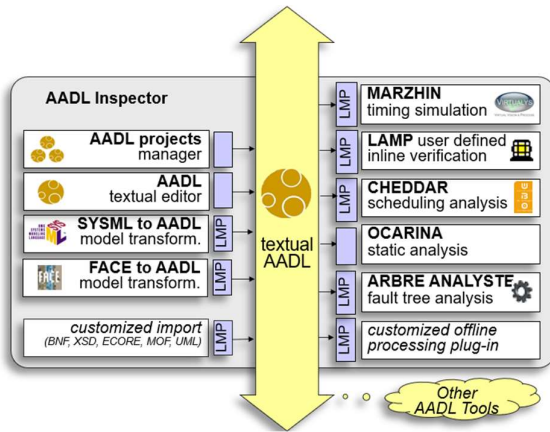 AADL Inspector
AADL projects
manager
AADL
textual editor
SYSML to AADL
model transform.
LMP
FACE to AADL
model transform.
LMP
FACE
customized import
(BNF, XSD, ECORE, MOF, UML)
LMP
textual
AADL
LMP
MARZHIN
timing simulation
VIRTUALYS
LMP
LAMP user defined
inline verification
LMP
CHEDDAR
scheduling analysis
UBO
OCARINA
static analysis
LMP
ARBRE ANALYSTE
fault tree analysis
LMP
customized offline
processing plug-in
Other
AADL Tools